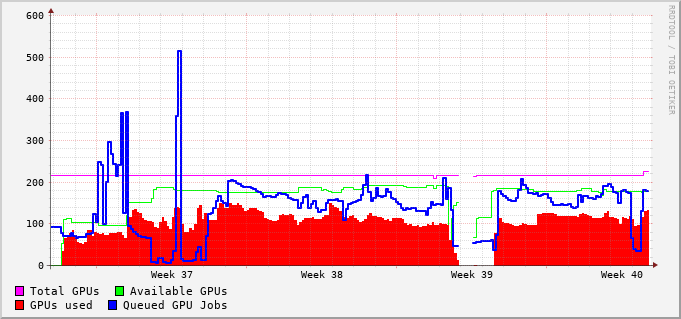 600
500
400
300
200
100
0
Week 37 Week 38 Week 39 Week 40
Total GPUs Available GPUs
GPUs used Queued GPU Jobs
RRDTOOL / TOBI OETIKER